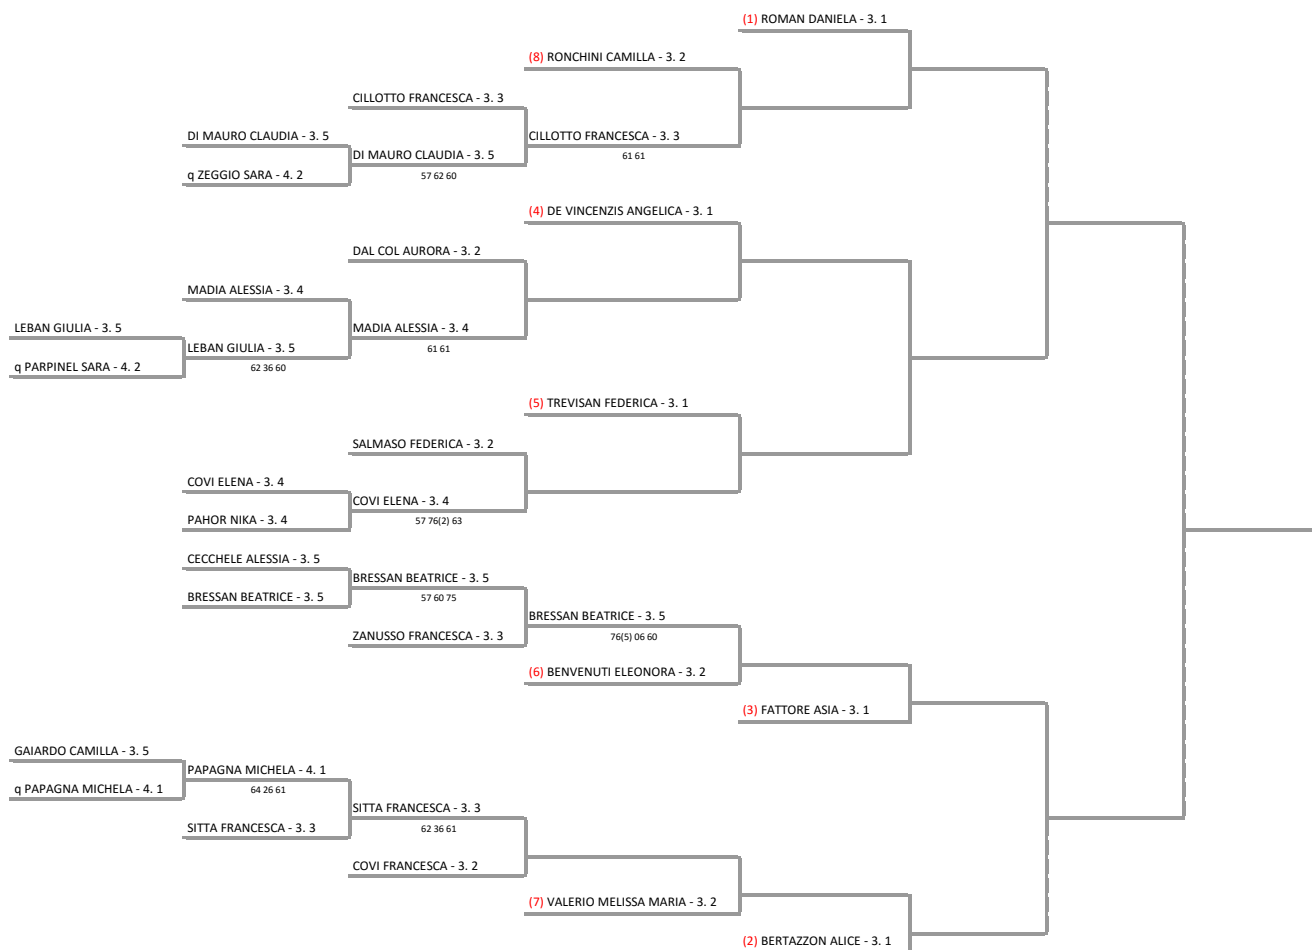 (1) ROMAN DANIELA - 3. 1
(8) RONCHINI CAMILLA - 3. 2
CILLOTTO FRANCESCA - 3. 3
DI MAURO CLAUDIA - 3. 5
CILLOTTO FRANCESCA - 3. 3
DI MAURO CLAUDIA - 3. 5
61 61
q ZEGGIO SARA - 4. 2
57 62 60
(4) DE VINCENZIS ANGELICA - 3. 1
DAL COL AURORA - 3. 2
MADIA ALESSIA - 3. 4
LEBAN GIULIA - 3. 5
MADIA ALESSIA - 3. 4
LEBAN GIULIA - 3. 5
61 61
q PARPINEL SARA - 4. 2
62 36 60
(5) TREVISAN FEDERICA - 3. 1
SALMASO FEDERICA - 3. 2
COVI ELENA - 3. 4
COVI ELENA - 3. 4
PAHOR NIKA - 3. 4
57 76(2) 63
CECCHELE ALESSIA - 3. 5
BRESSAN BEATRICE - 3. 5
BRESSAN BEATRICE - 3. 5
57 60 75
BRESSAN BEATRICE - 3. 5
ZANUSSO FRANCESCA - 3. 3
76(5) 06 60
(6) BENVENUTI ELEONORA - 3. 2
(3) FATTORE ASIA - 3. 1
GAIARDO CAMILLA - 3. 5
PAPAGNA MICHELA - 4. 1
q PAPAGNA MICHELA - 4. 1
64 26 61
SITTA FRANCESCA - 3. 3
SITTA FRANCESCA - 3. 3
62 36 61
COVI FRANCESCA - 3. 2
(7) VALERIO MELISSA MARIA - 3. 2
(2) BERTAZZON ALICE - 3. 1